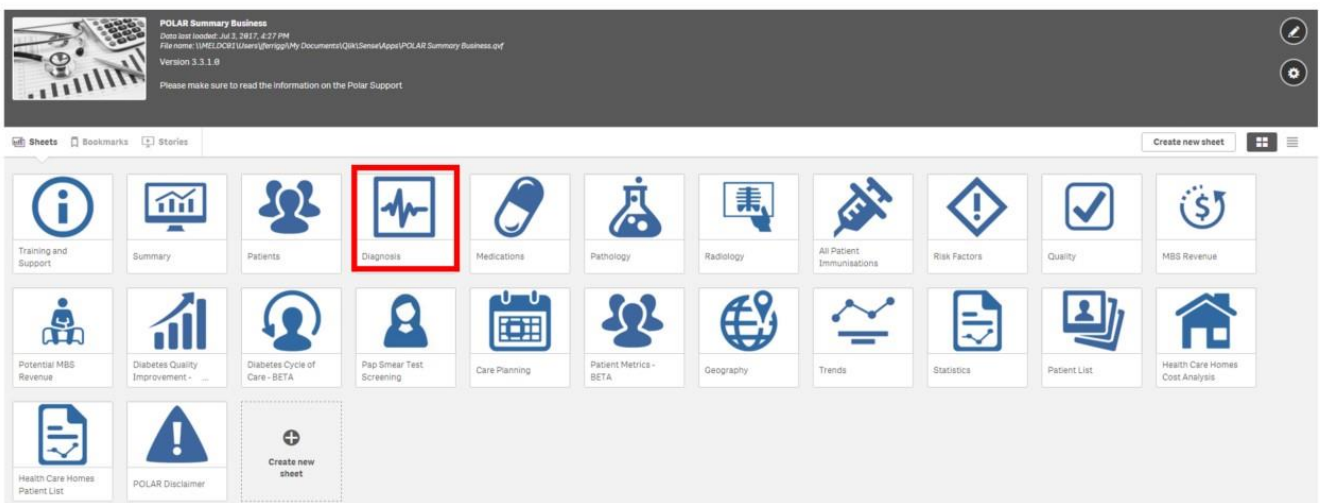 POLAR Summary Business
Data last loaded: Jul 3, 2017, 4:27 PM
File name: \\MELDC01\Users\jferriggi\My Documents\Qlik\Sense\Apps\POLAR Summary Business.qvf
Version 3.3.1.0
Please make sure to read the information on the Polar Support
Sheets Bookmarks Stories
Create new sheet
Training and
Support
Summary
Patients
Diagnosis
Medications
Pathology
Radiology
All Patient
Immunisations
Risk Factors
Quality
MBS Revenue
Potential MBS
Revenue
Diabetes Quality
Improvement - ...
Diabetes Cycle of
Care - BETA
Pap Smear Test
Screening
Care Planning
Patient Metrics -
BETA
Geography
Trends
Statistics
Patient List
Health Care Homes
Cost Analysis
Health Care Homes
Patient List
POLAR Disclaimer
Create new
sheet